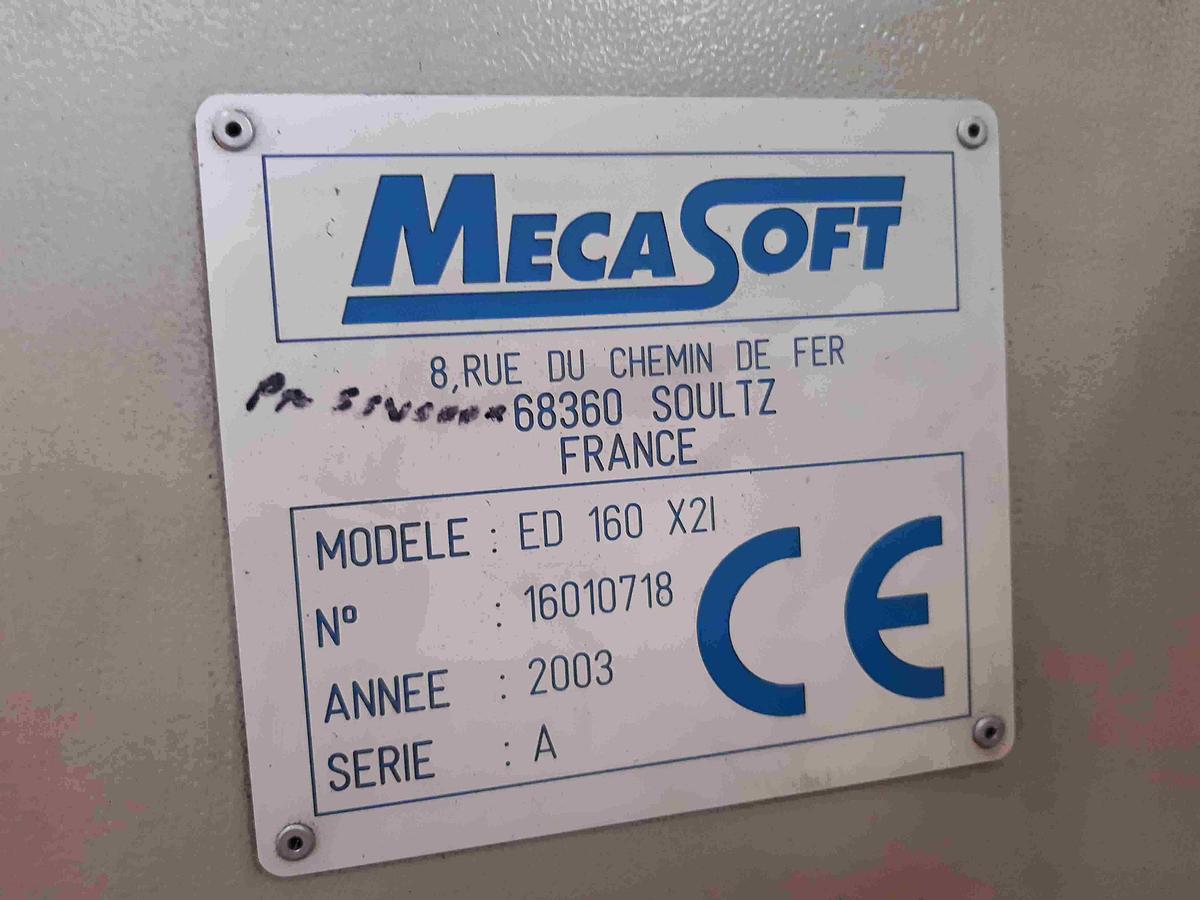 MECASOFT
8,RUE DU CHEMIN DE FER
68360 SOULTZ
FRANCE
MODELE : ED 160 X2I
Nº : 16010718
ANNEE : 2003
SERIE : A
CE